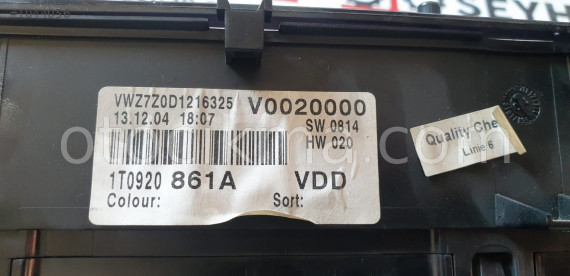 VWZ7Z0D1216325 V0020000
13.12.04 18:07 SW 0814
HW 020
1T0920 861A VDD
Colour: Sort:
Quality Che
Linie 6